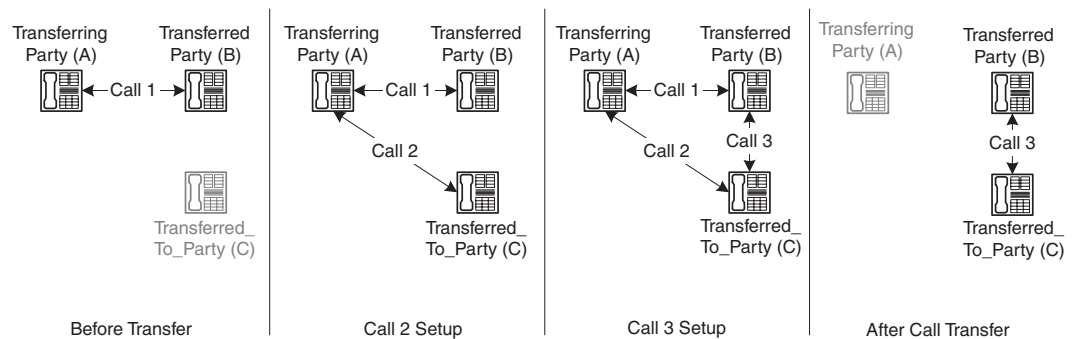 Transferring
Party (A)
Transferred
Party (B)
Call 1
Transferred_
To_Party (C)
Before Transfer
Transferring
Party (A)
Transferred
Party (B)
Call 1
Call 2
Transferred_
To_Party (C)
Call 2 Setup
Transferring
Party (A)
Transferred
Party (B)
Call 1
Call 2
Call 3
Transferred_
To_Party (C)
Call 3 Setup
Transferring
Party (A)
Transferred
Party (B)
Call 3
Transferred_
To_Party (C)
After Call Transfer